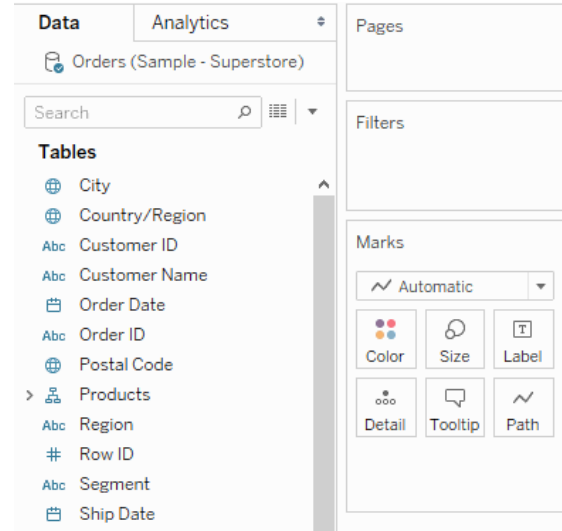 Data Analytics
Orders (Sample - Superstore)
Search
Tables
City
Country/Region
Abc Customer ID
Abc Customer Name
Order Date
Abc Order ID
Postal Code
Products
Abc Region
# Row ID
Abc Segment
Ship Date
Pages
Filters
Marks
Automatic
Color Size T Label
Detail Tooltip Path